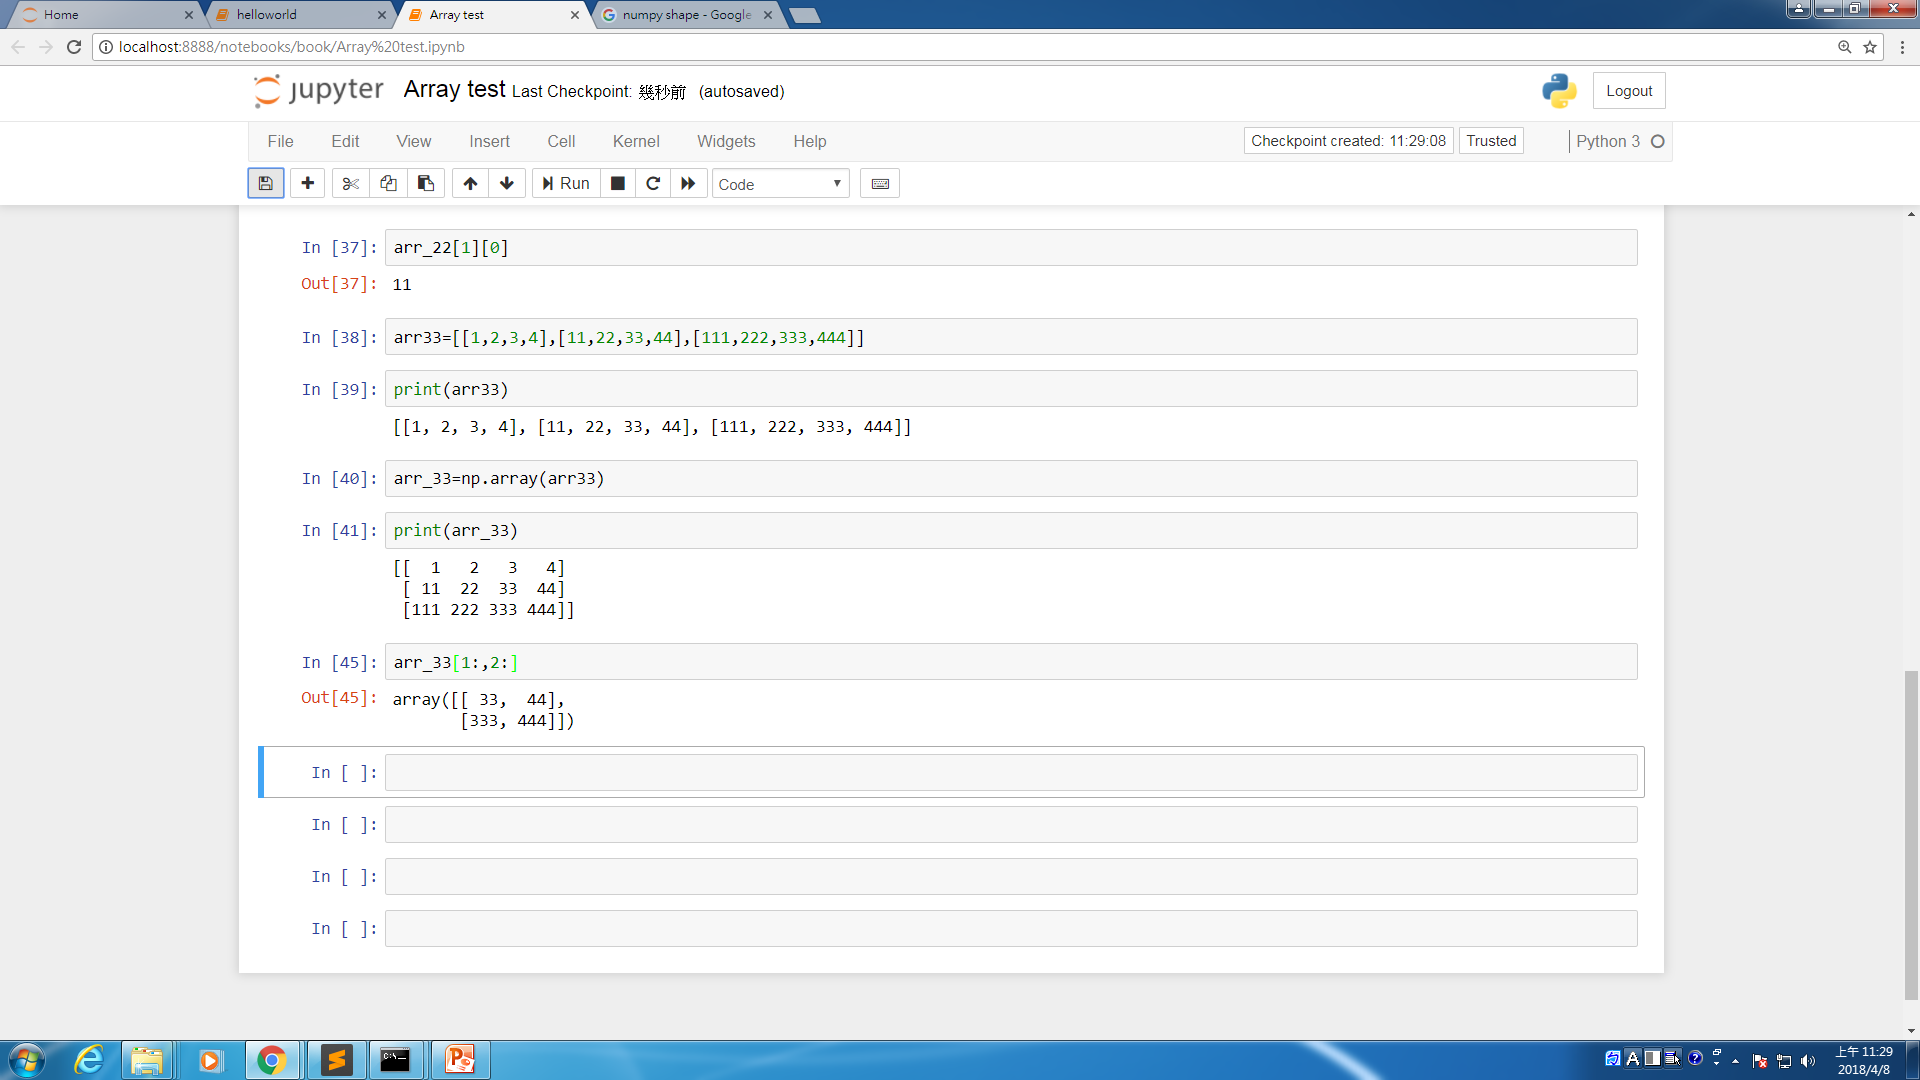 Home
helloworld
Array test
numpy shape - Google
localhost:8888/notebooks/book/Array%20test.ipynb
jupyter Array test Last Checkpoint: 幾秒前 (autosaved)
Logout
File Edit View Insert Cell Kernel Widgets Help
Checkpoint created: 11:29:08 Trusted Python 3
Run Code
In [37]: arr_22[1][0]
Out[37]: 11
In [38]: arr33=[[1,2,3,4],[11,22,33,44],[111,222,333,444]]
In [39]: print(arr33)
[[1, 2, 3, 4], [11, 22, 33, 44], [111, 222, 333, 444]]
In [40]: arr_33=np.array(arr33)
In [41]: print(arr_33)
[[  1   2   3   4]
 [ 11  22  33  44]
 [111 222 333 444]]
In [45]: arr_33[1:,2:]
Out[45]: array([[ 33,  44],
       [333, 444]])
In [ ]:
In [ ]:
In [ ]:
In [ ]:
A
上午 11:29
2018/4/8